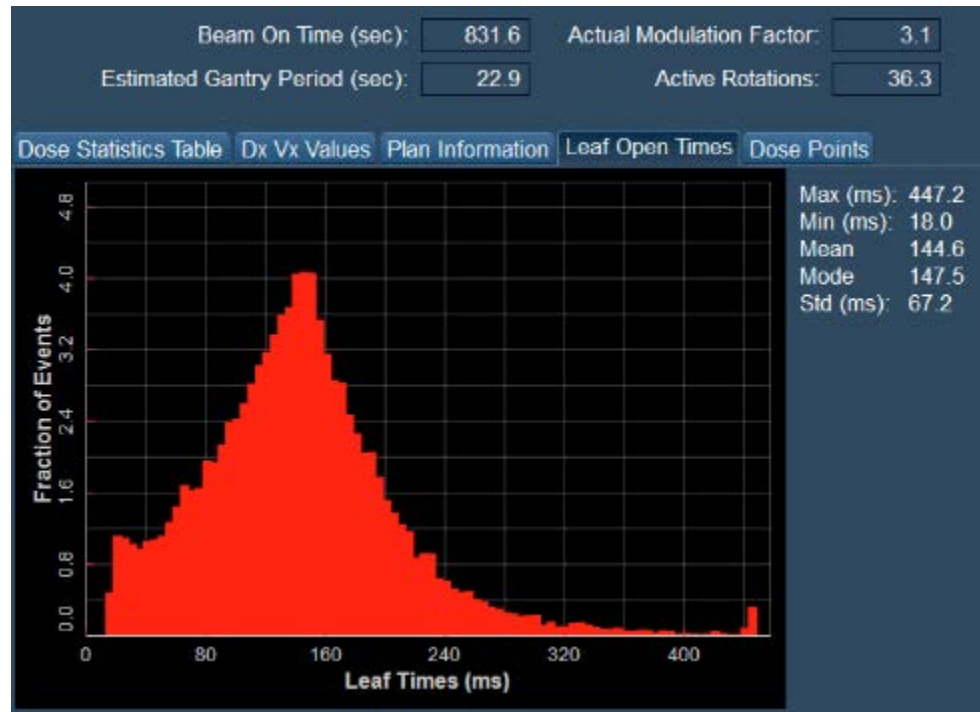 Beam On Time (sec): 831.6 Actual Modulation Factor: 3.1
Estimated Gantry Period (sec): 22.9 Active Rotations: 36.3
Dose Statistics Table Dx Vx Values Plan Information Leaf Open Times Dose Points
Max (ms): 447.2
Min (ms): 18.0
Mean 144.6
Mode 147.5
Std (ms): 67.2
Fraction of Events
4.8
4.0
3.2
2.4
1.6
0.8
0.0
0 80 160 240 320 400
Leaf Times (ms)